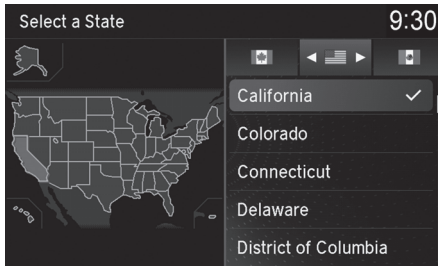 Select a State
9:30
California
Colorado
Connecticut
Delaware
District of Columbia